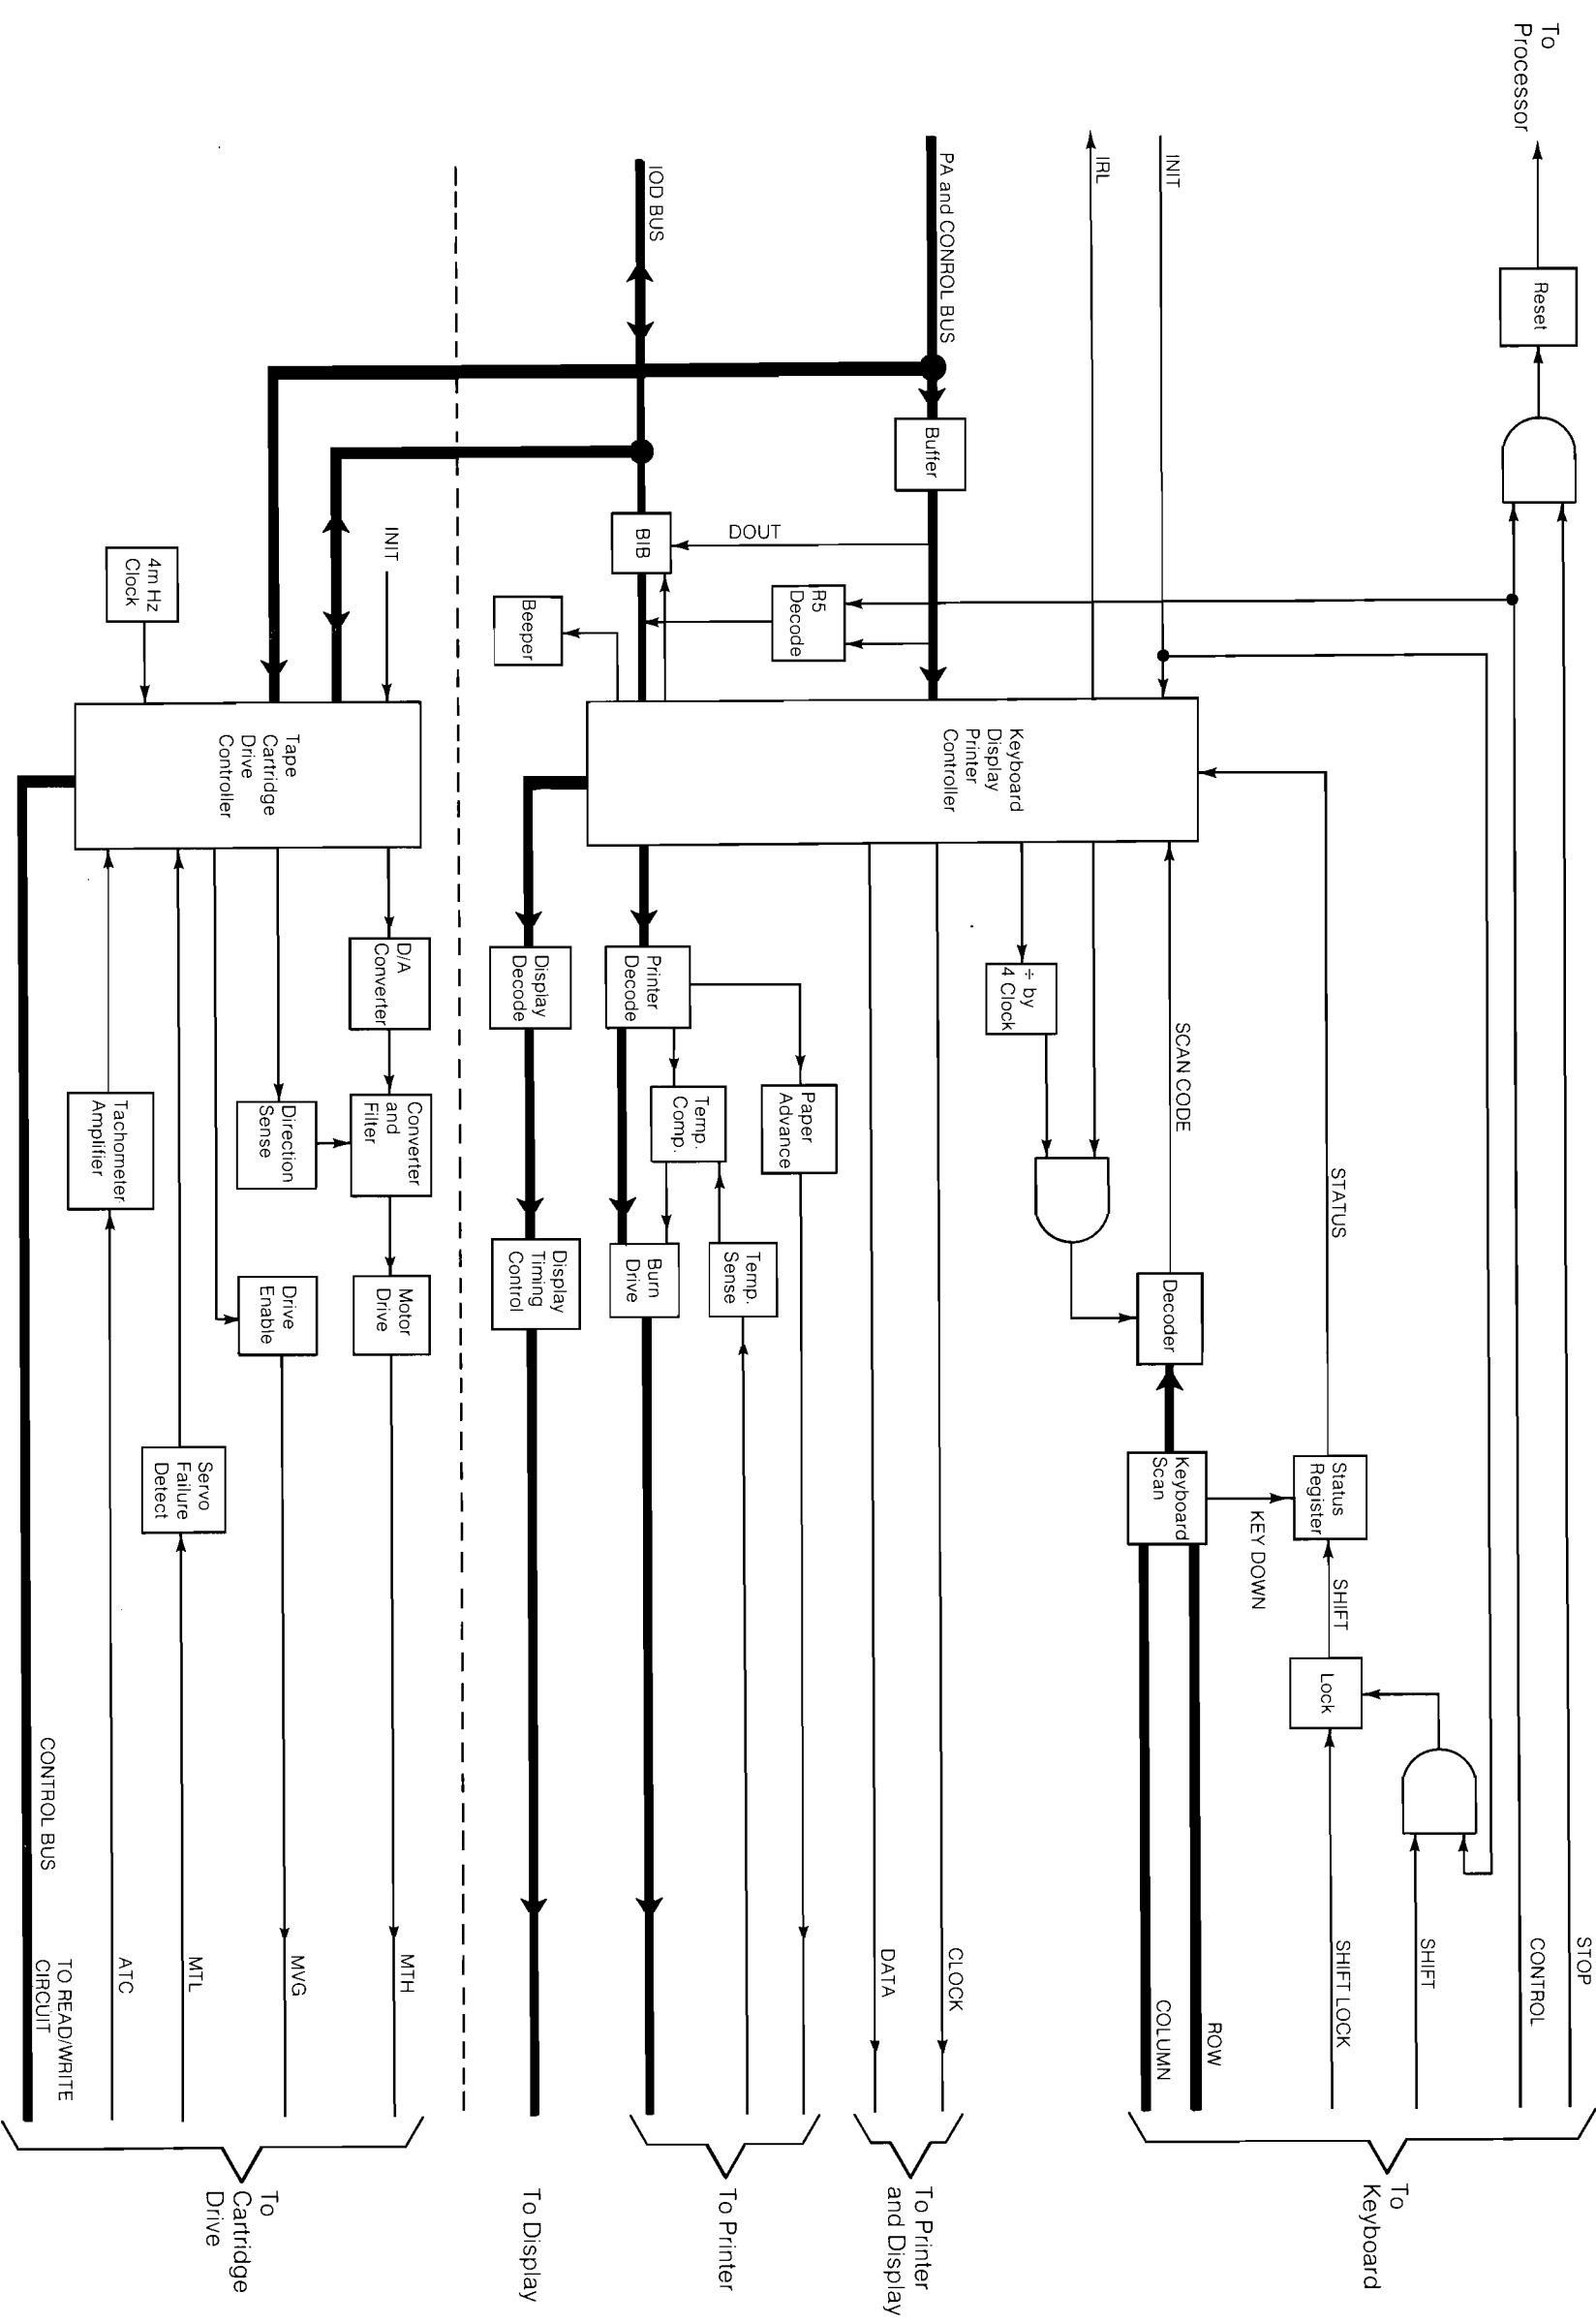 To
Processor
Reset
STOP
CONTROL
SHIFT
Lock
SHIFT
SHIFT LOCK
Status
Register
STATUS
KEY DOWN
INIT
IRL
SCAN CODE
Decoder
Keyboard
Scan
ROW
COLUMN
To
Keyboard
÷ by
4 Clock
PA and CONROL BUS
Buffer
Keyboard
Display
Printer
Controller
CLOCK
DATA
To Printer
and Display
DOUT
R5
Decode
IOD BUS
BIB
Beeper
Paper
Advance
Printer
Decode
Temp.
Comp.
Temp.
Sense
Burn
Drive
To Printer
Display
Decode
Display
Timing
Control
To Display
INIT
4m Hz
Clock
Tape
Cartridge
Drive
Controller
D/A
Converter
Converter
and
Filter
Motor
Drive
MTH
Direction
Sense
Drive
Enable
MVG
Servo
Failure
Detect
MTL
Tachometer
Amplifier
ATC
CONTROL BUS
TO READ/WRITE
CIRCUIT
To
Cartridge
Drive